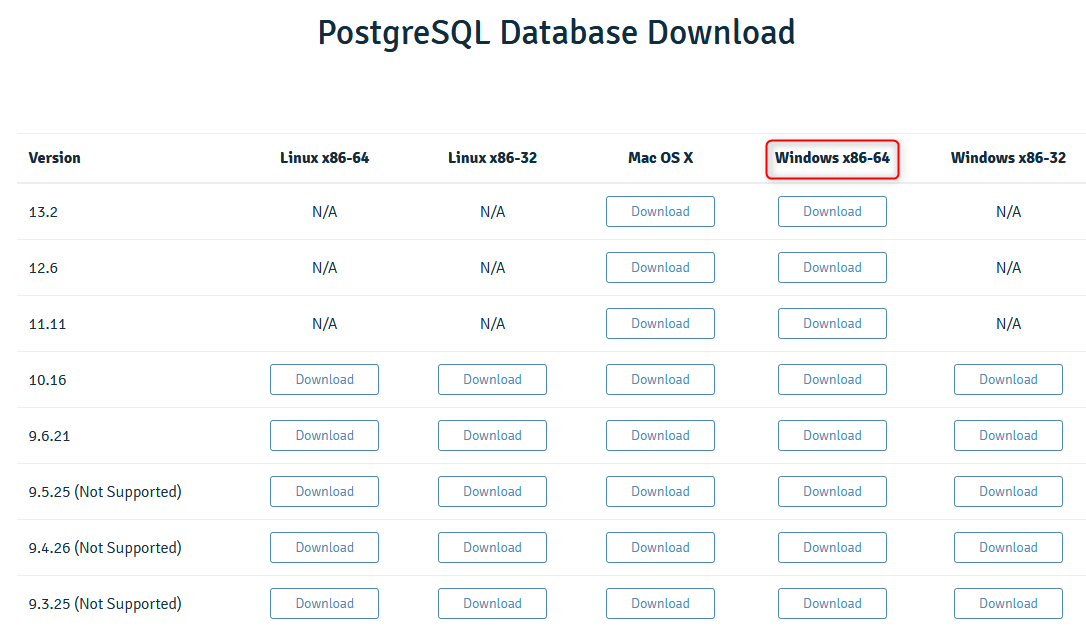 PostgreSQL Database Download
Version Linux x86-64 Linux x86-32 Mac OS X Windows x86-64 Windows x86-32
13.2 N/A N/A Download Download N/A
12.6 N/A N/A Download Download N/A
11.11 N/A N/A Download Download N/A
10.16 Download Download Download Download Download
9.6.21 Download Download Download Download Download
9.5.25 (Not Supported) Download Download Download Download Download
9.4.26 (Not Supported) Download Download Download Download Download
9.3.25 (Not Supported) Download Download Download Download Download